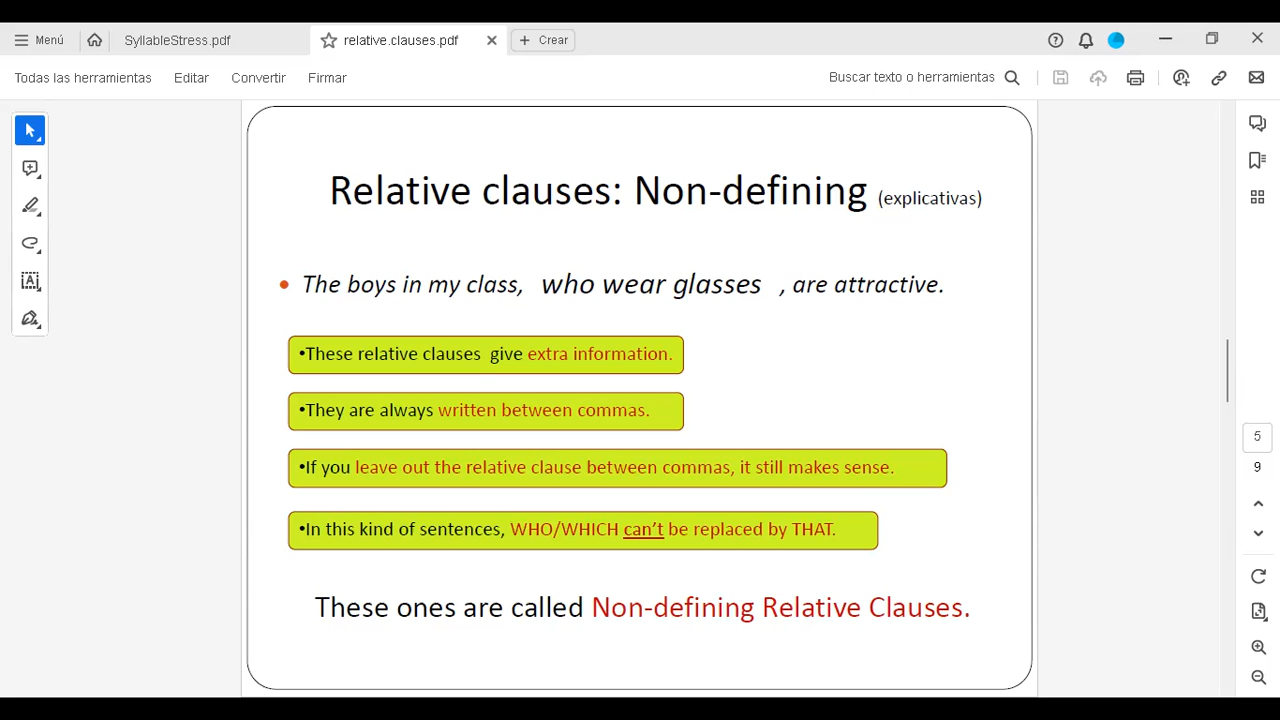 Menú
SyllableStress.pdf
relative.clauses.pdf
Crear
Todas las herramientas
Editar
Convertir
Firmar
Buscar texto o herramientas
Relative clauses: Non-defining (explicativas)
• The boys in my class, who wear glasses , are attractive.
•These relative clauses give extra information.
•They are always written between commas.
•If you leave out the relative clause between commas, it still makes sense.
•In this kind of sentences, WHO/WHICH can't be replaced by THAT.
These ones are called Non-defining Relative Clauses.
5
9